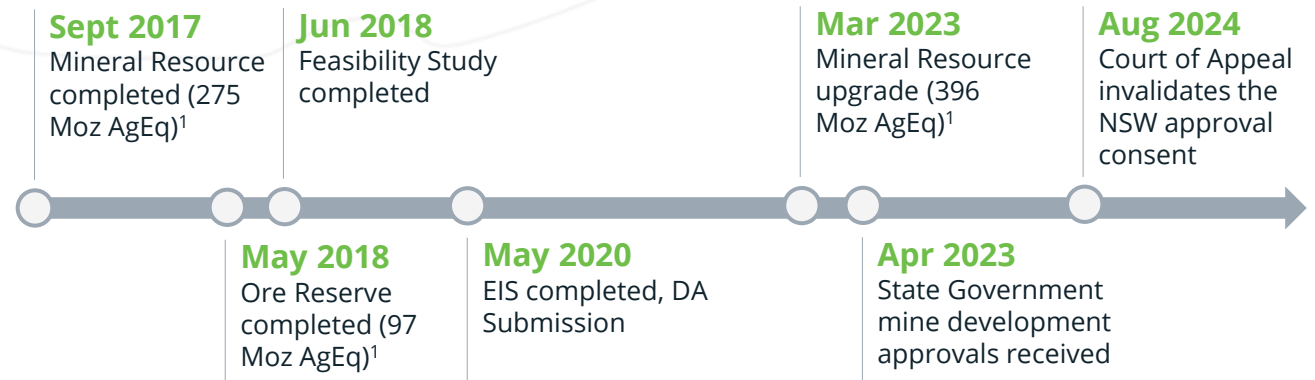 Sept 2017
Mineral Resource
completed (275
Moz AgEq)¹
Jun 2018
Feasibility Study
completed
Mar 2023
Mineral Resource
upgrade (396
Moz AgEq)¹
Aug 2024
Court of Appeal
invalidates the
NSW approval
consent
May 2018
Ore Reserve
completed (97
Moz AgEq)¹
May 2020
EIS completed, DA
Submission
Apr 2023
State Government
mine development
approvals received